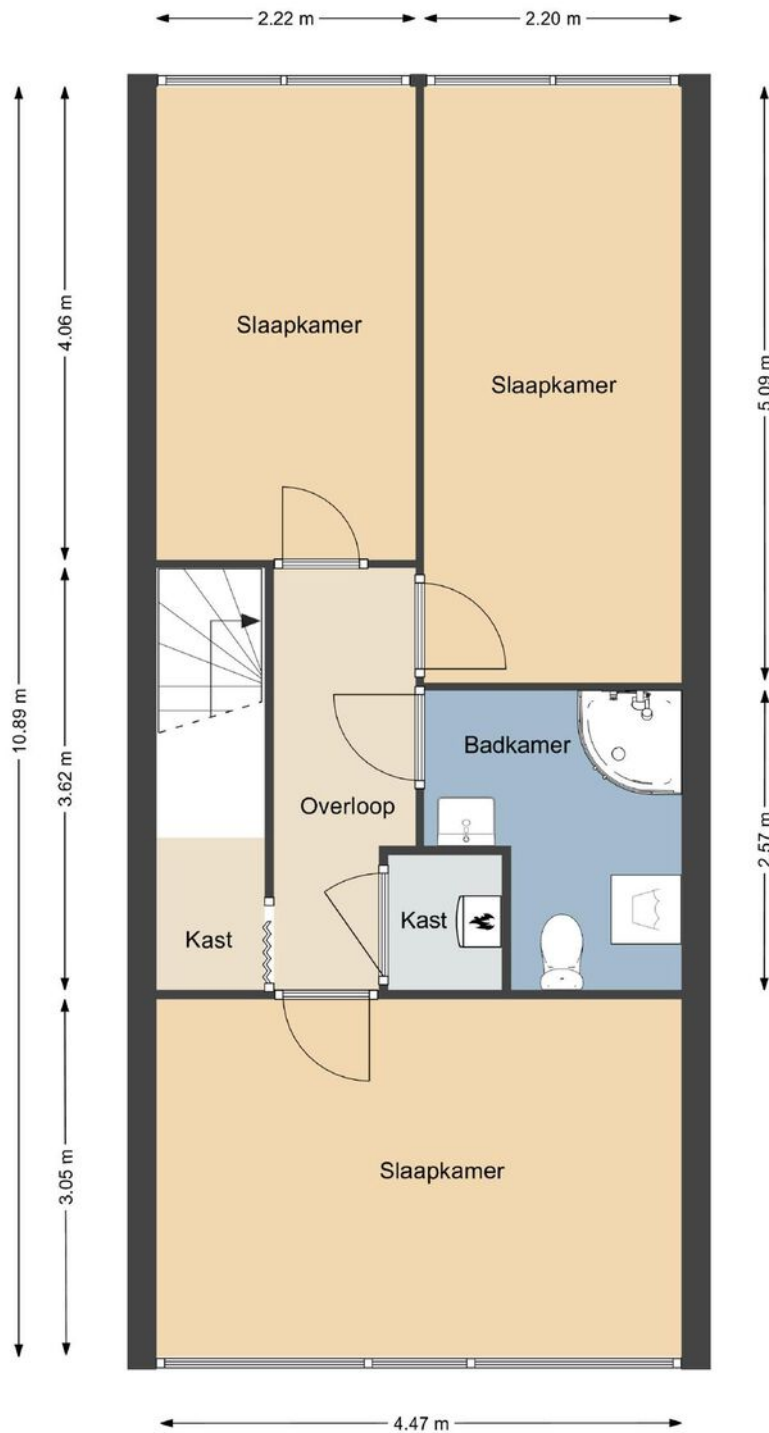 2.22 m
2.20 m
4.06 m
5.09 m
Slaapkamer
Slaapkamer
10.89 m
3.62 m
Badkamer
Overloop
2.57 m
Kast
Kast
3.05 m
Slaapkamer
4.47 m